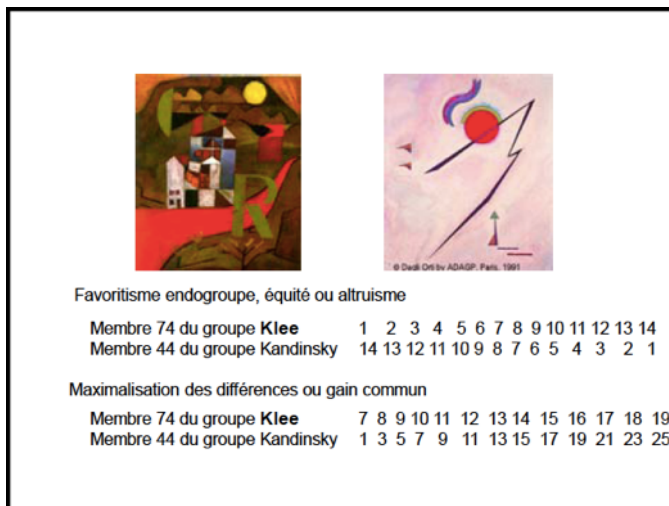 R
© Dagli Orti by ADAGP, Paris, 1991
Favoritisme endogroupe, équité ou altruisme
Membre 74 du groupe Klee 1 2 3 4 5 6 7 8 9 10 11 12 13 14
Membre 44 du groupe Kandinsky 14 13 12 11 10 9 8 7 6 5 4 3 2 1
Maximalisation des différences ou gain commun
Membre 74 du groupe Klee 7 8 9 10 11 12 13 14 15 16 17 18 19
Membre 44 du groupe Kandinsky 1 3 5 7 9 11 13 15 17 19 21 23 25